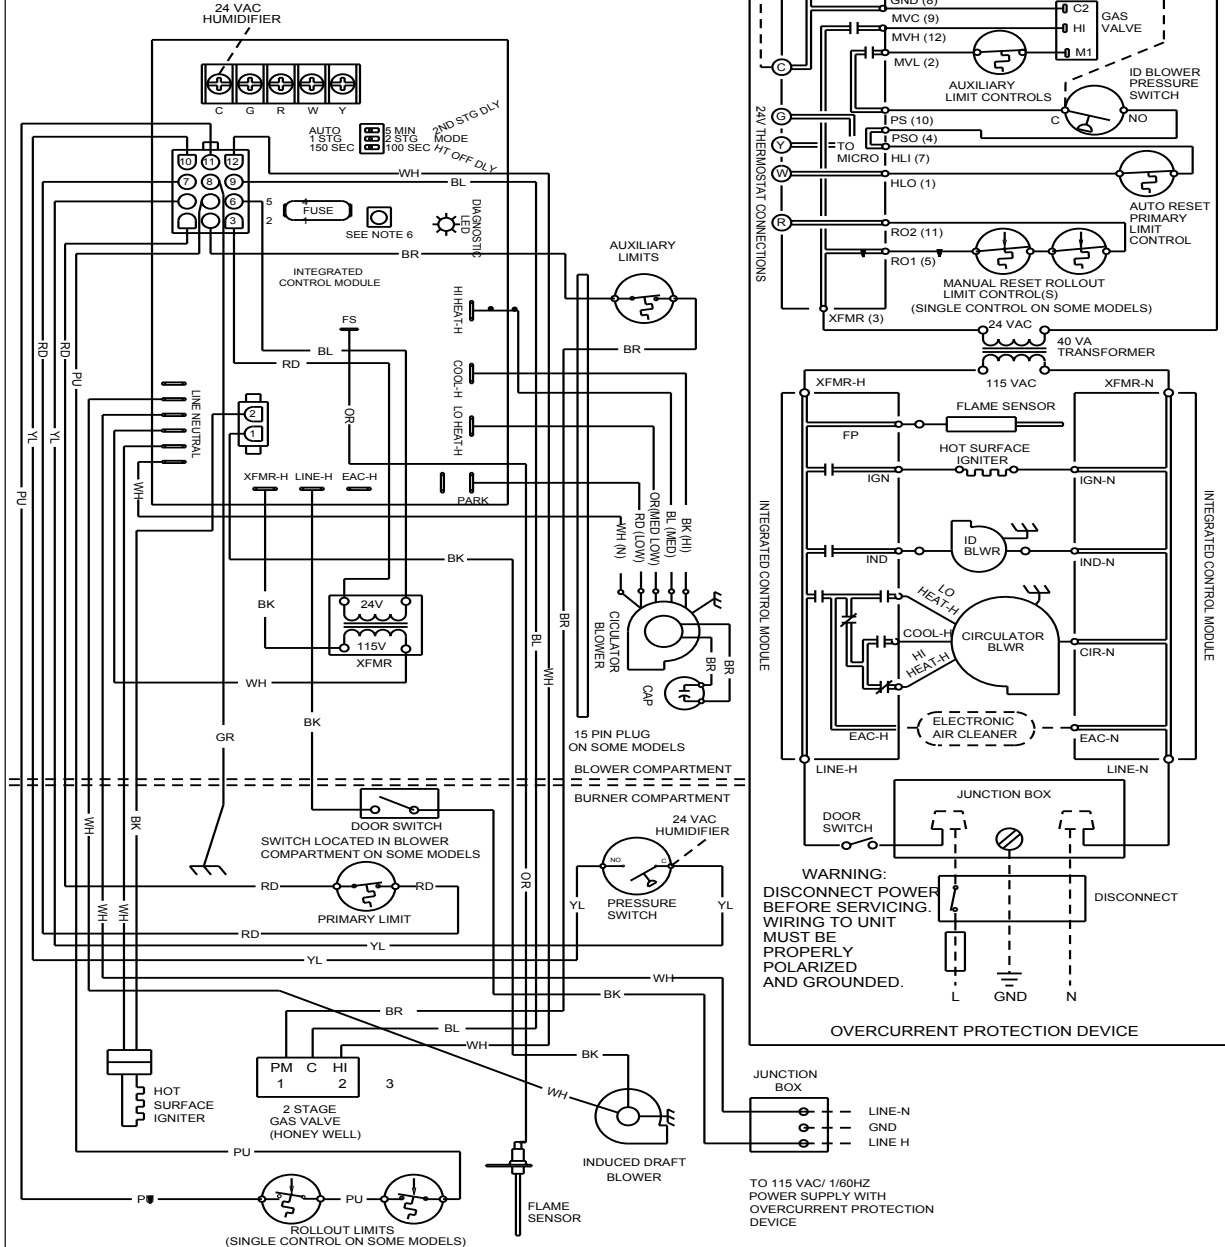 24 VAC
HUMIDIFIER
C G R W Y
AUTO 5 MIN 2ND STG DLY
1 STG 2 STG MODE
150 SEC 100 SEC HT OFF DLY
10 11 12
7 8 9
6 5
3 2
4
FUSE
1
SEE NOTE 6
DIAGNOSTIC
LED
INTEGRATED
CONTROL MODULE
WH
BL
BR
AUXILIARY
LIMITS
BR
HI HEAT-H
COOL-H
LO HEAT-H
FS
BL
RD
OR
RD
RD
PU
YL
YL
PU
LINE NEUTRAL
2
1
WH
XFMR-H LINE-H EAC-H
PARK
WH (N)
RD (LOW)
OR(MED LOW)
BL (MED)
BK (HI)
BK
BK
24V
115V
XFMR
WH
BK
GR
BL
BR
WH
CICULATOR
BLOWER
BR
BR
CAP
15 PIN PLUG
ON SOME MODELS
BLOWER COMPARTMENT
BURNER COMPARTMENT
WH
BK
DOOR SWITCH
SWITCH LOCATED IN BLOWER
COMPARTMENT ON SOME MODELS
24 VAC
HUMIDIFIER
NO C
PRESSURE
SWITCH
RD
RD
PRIMARY LIMIT
OR
YL
YL
WH
WH
RD
YL
YL
WH
BK
BR
BL
WH
BK
PM C HI
1 2 3
2 STAGE
GAS VALVE
(HONEY WELL)
HOT
SURFACE
IGNITER
WH
INDUCED DRAFT
BLOWER
PU
PU
PU
ROLLOUT LIMITS
(SINGLE CONTROL ON SOME MODELS)
FLAME
SENSOR
JUNCTION
BOX
LINE-N
GND
LINE H
TO 115 VAC/ 1/60HZ
POWER SUPPLY WITH
OVERCURRENT PROTECTION
DEVICE
GND (8)
MVC (9)
MVH (12)
MVL (2)
C2
HI
M1
GAS
VALVE
C
AUXILIARY
LIMIT CONTROLS
ID BLOWER
PRESSURE
SWITCH
C NO
24V THERMOSTAT CONNECTIONS
G
Y
W
R
TO
MICRO
PS (10)
PSO (4)
HLI (7)
HLO (1)
AUTO RESET
PRIMARY
LIMIT
CONTROL
RO2 (11)
RO1 (5)
MANUAL RESET ROLLOUT
LIMIT CONTROL(S)
(SINGLE CONTROL ON SOME MODELS)
XFMR (3)
24 VAC
40 VA
TRANSFORMER
115 VAC
XFMR-H
XFMR-N
FLAME SENSOR
FP
HOT SURFACE
IGNITER
IGN
IGN-N
INTEGRATED CONTROL MODULE
INTEGRATED CONTROL MODULE
ID
BLWR
IND
IND-N
LO
HEAT-H
COOL-H
HI
HEAT-H
CIRCULATOR
BLWR
CIR-N
ELECTRONIC
AIR CLEANER
EAC-H
EAC-N
LINE-H
LINE-N
JUNCTION BOX
DOOR
SWITCH
WARNING:
DISCONNECT POWER
BEFORE SERVICING.
WIRING TO UNIT
MUST BE
PROPERLY
POLARIZED
AND GROUNDED.
DISCONNECT
L GND N
OVERCURRENT PROTECTION DEVICE